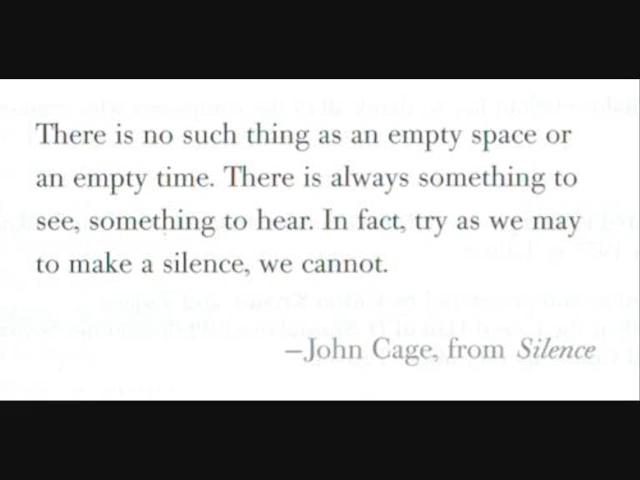 There is no such thing as an empty space or
an empty time. There is always something to
see, something to hear. In fact, try as we may
to make a silence, we cannot.
–John Cage, from Silence